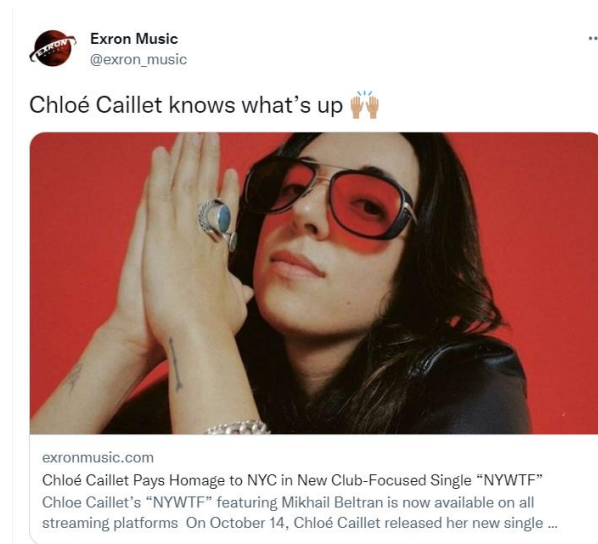 EXRON
Exron Music
@exron_music
Chloé Caillet knows what's up 🙌🏽
exronmusic.com
Chloé Caillet Pays Homage to NYC in New Club-Focused Single “NYWTF”
Chloe Caillet's “NYWTF” featuring Mikhail Beltran is now available on all
streaming platforms  On October 14, Chloé Caillet released her new single ...